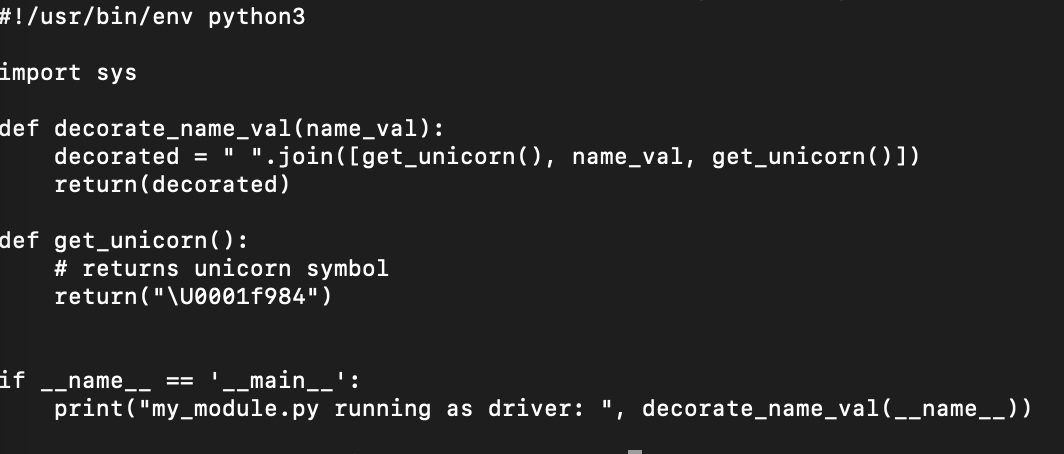 #!/usr/bin/env python3
import sys
def decorate_name_val(name_val):
    decorated = " ".join([get_unicorn(), name_val, get_unicorn()])
    return(decorated)
def get_unicorn():
    # returns unicorn symbol
    return("\U0001f984")
if __name__ == '__main__':
    print("my_module.py running as driver: ", decorate_name_val(__name__))